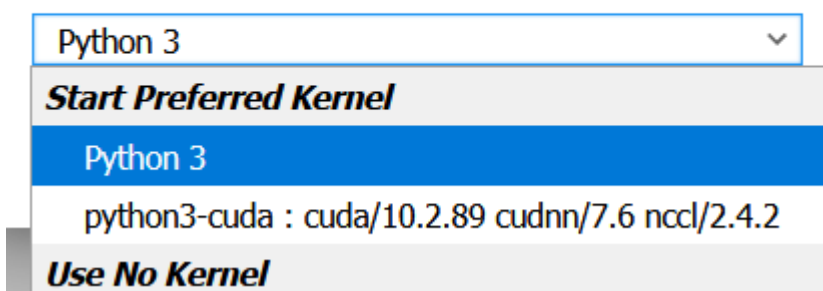 Python 3
Start Preferred Kernel
Python 3
python3-cuda : cuda/10.2.89 cudnn/7.6 nccl/2.4.2
Use No Kernel